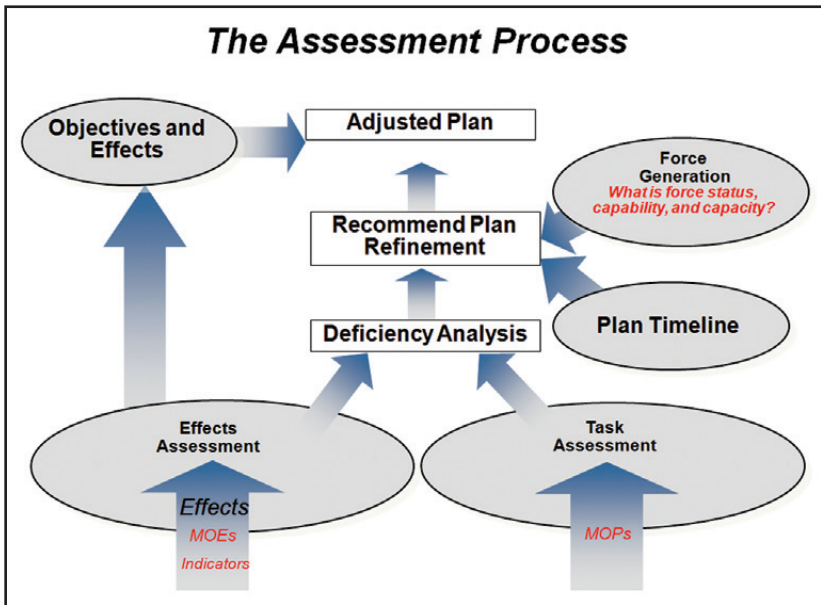 The Assessment Process
Objectives and
Effects
Adjusted Plan
Force
Generation
What is force status,
capability, and capacity?
Recommend Plan
Refinement
Plan Timeline
Deficiency Analysis
Effects
Assessment
Effects
MOEs
Indicators
Task
Assessment
MOPs